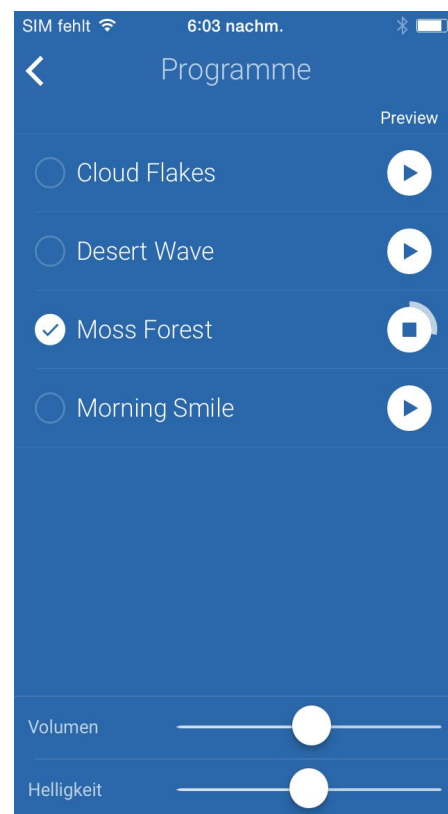 SIM fehlt 6:03 nachm.
Programme
Preview
Cloud Flakes
Desert Wave
Moss Forest
Morning Smile
Volumen
Helligkeit